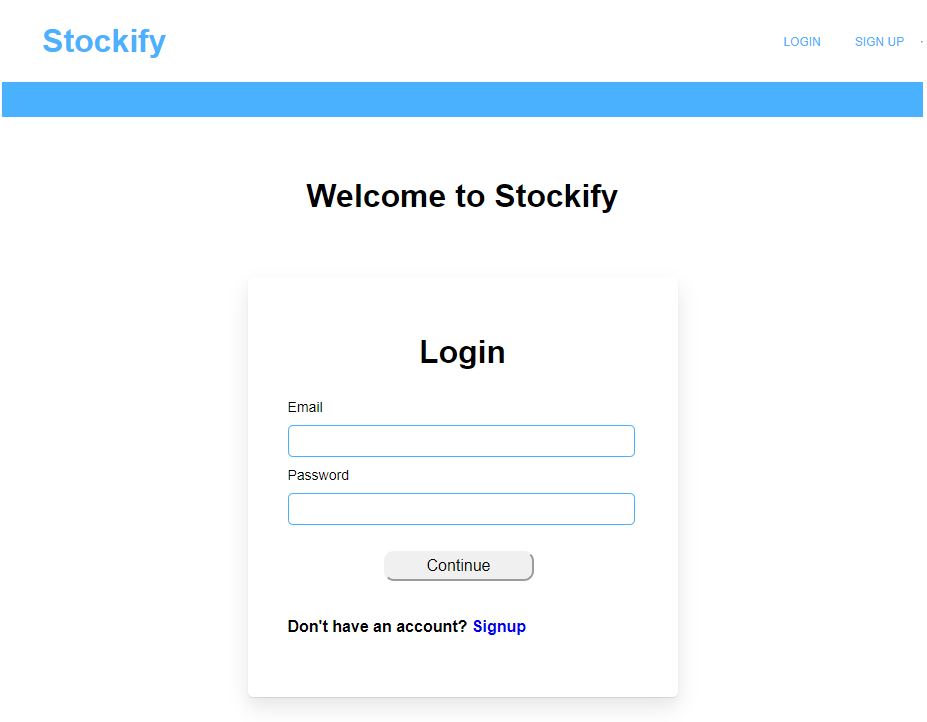 Stockify
LOGIN SIGN UP
Welcome to Stockify
Login
Email
Password
Continue
Don't have an account? Signup